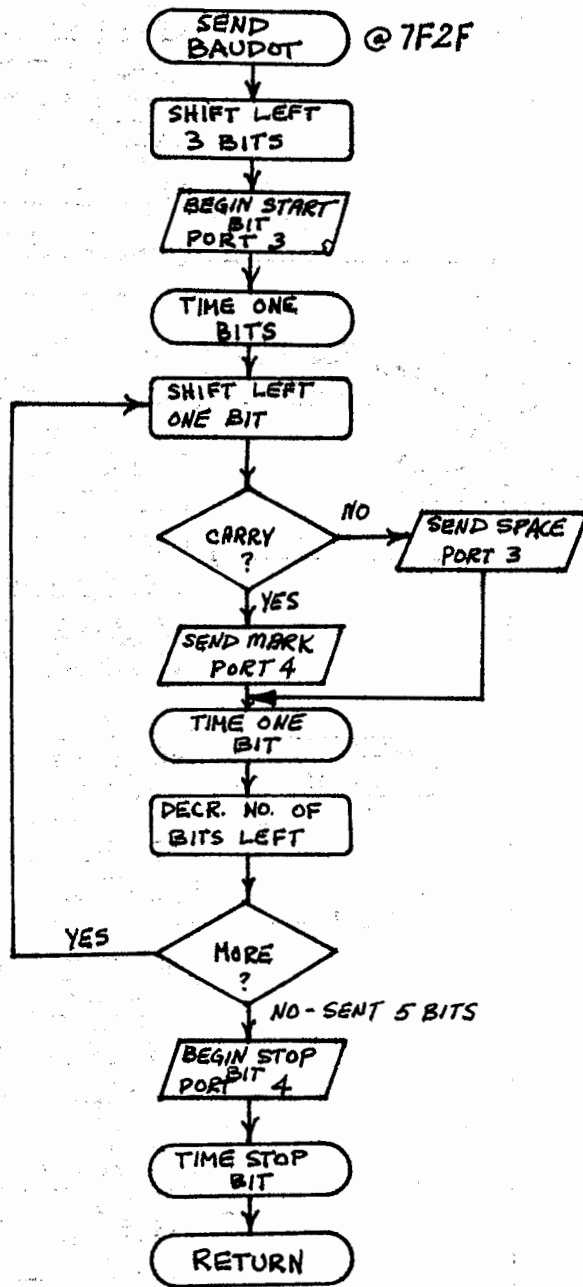 SEND
BAUDOT
@ 7F2F
SHIFT LEFT
3 BITS
BEGIN START
BIT
PORT 3
TIME ONE
BITS
SHIFT LEFT
ONE BIT
CARRY
?
NO
SEND SPACE
PORT 3
YES
SEND MARK
PORT 4
TIME ONE
BIT
DECR. NO. OF
BITS LEFT
YES
MORE
?
NO - SENT 5 BITS
BEGIN STOP
BIT
PORT 4
TIME STOP
BIT
RETURN